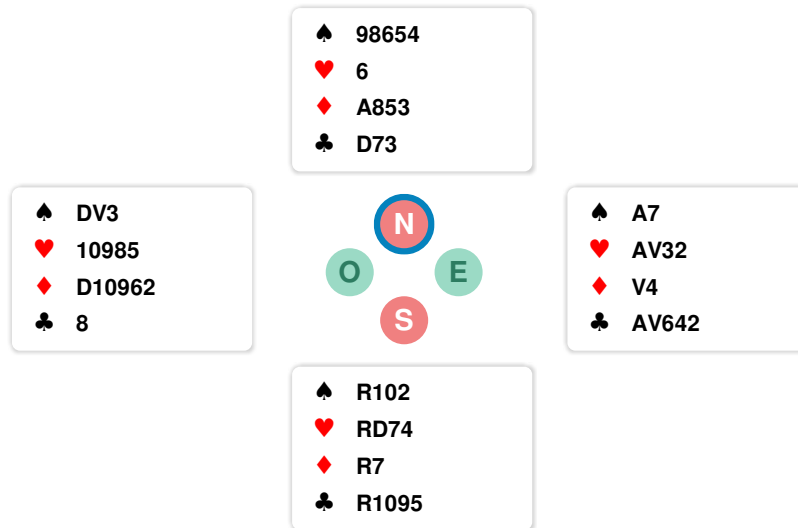 ♠ 98654
♥ 6
♦ A853
♣ D73
♠ DV3
♥ 10985
♦ D10962
♣ 8
N
O E
S
♠ A7
♥ AV32
♦ V4
♣ AV642
♠ R102
♥ RD74
♦ R7
♣ R1095